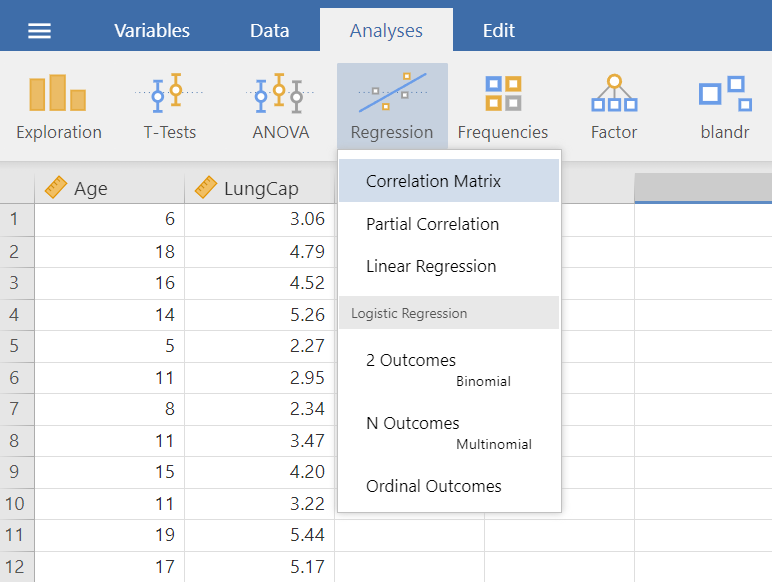 Variables Data Analyses Edit
Exploration T-Tests ANOVA Regression Frequencies Factor blandr
Age LungCap
Correlation Matrix
Partial Correlation
Linear Regression
Logistic Regression
2 Outcomes
Binomial
N Outcomes
Multinomial
Ordinal Outcomes
1 6 3.06
2 18 4.79
3 16 4.52
4 14 5.26
5 5 2.27
6 11 2.95
7 8 2.34
8 11 3.47
9 15 4.20
10 11 3.22
11 19 5.44
12 17 5.17